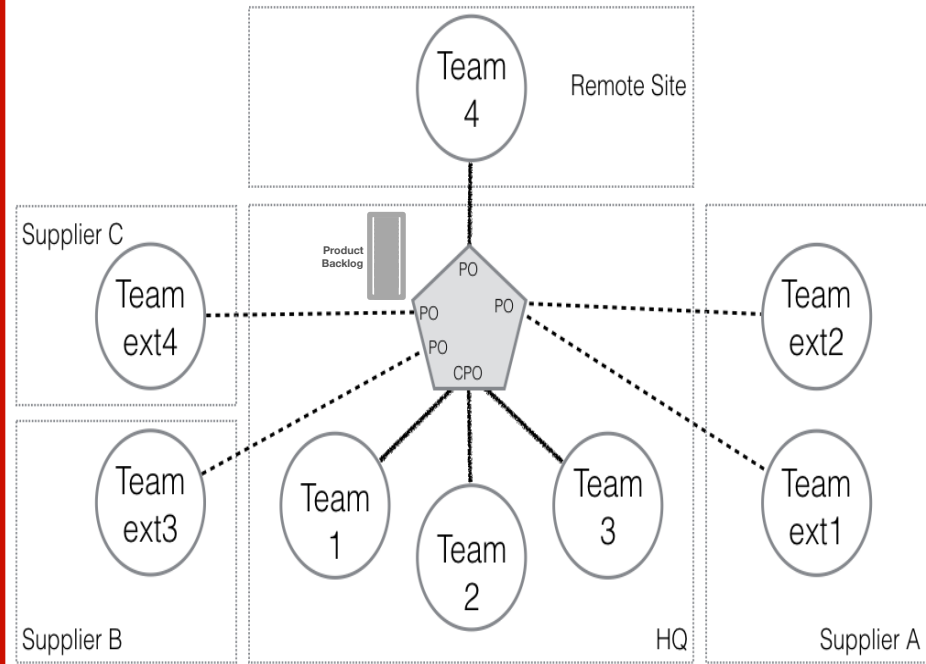 Team
4
Remote Site
Supplier C
Team
ext4
Product
Backlog
PO
PO
PO
PO
CPO
Team
ext2
Team
ext3
Supplier B
Team
1
Team
2
Team
3
HQ
Team
ext1
Supplier A